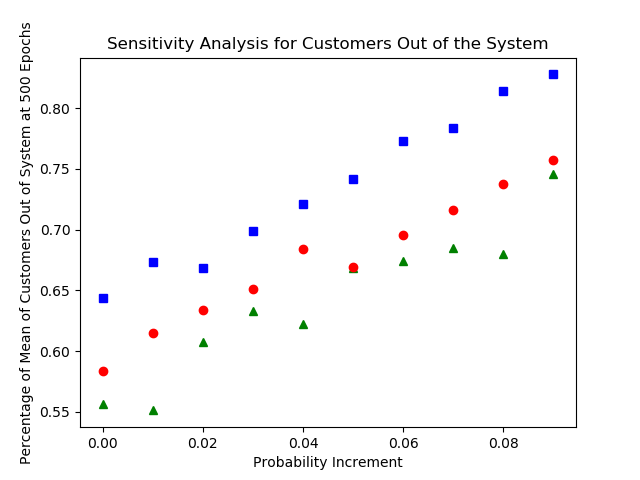 Sensitivity Analysis for Customers Out of the System
Percentage of Mean of Customers Out of System at 500 Epochs
0.80
0.75
0.70
0.65
0.60
0.55
0.00 0.02 0.04 0.06 0.08
Probability Increment